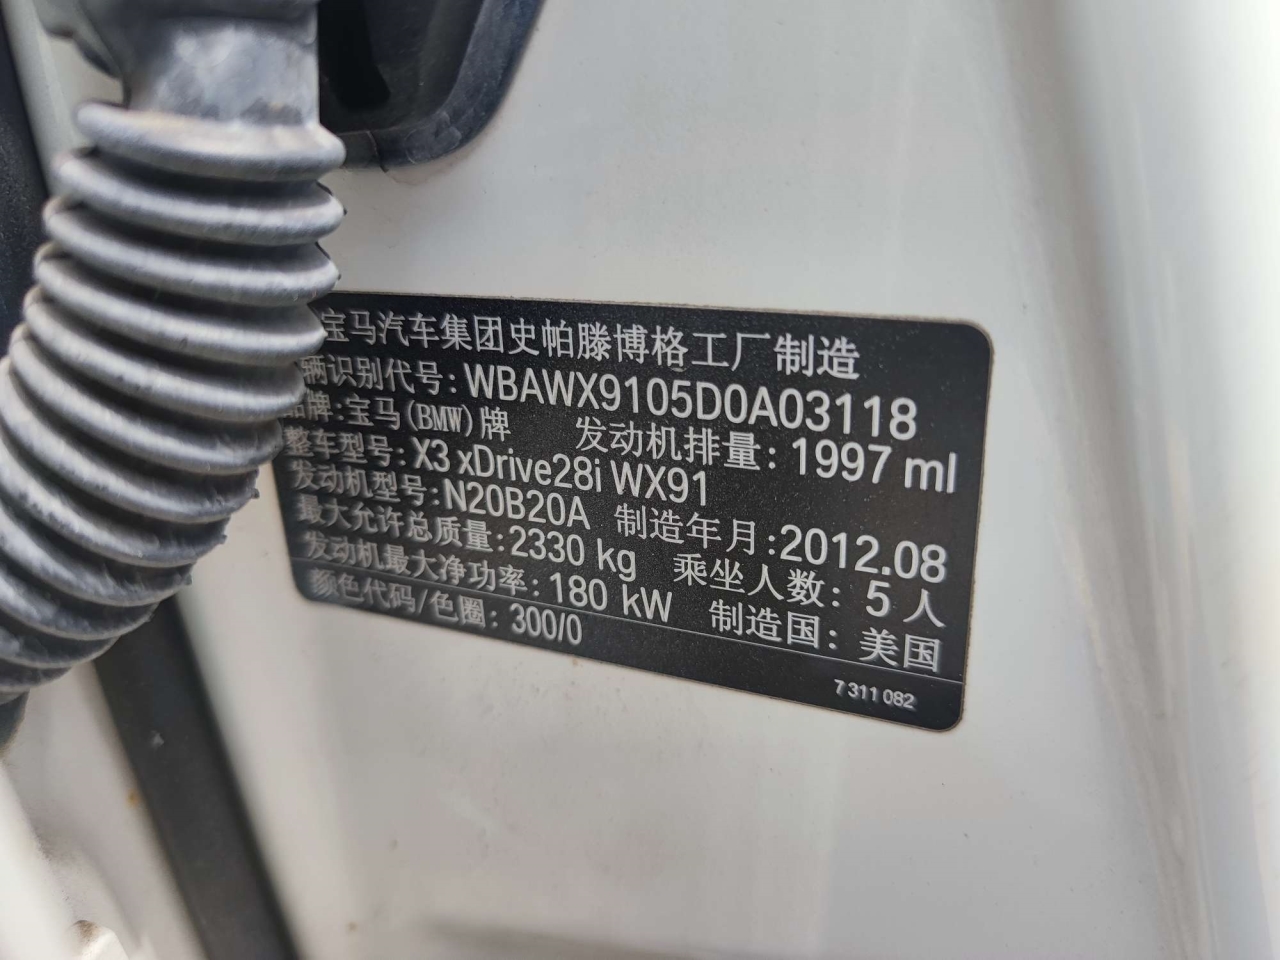 宝马汽车集团史帕滕博格工厂制造
辆识别代号:WBAWX9105D0A03118
品牌:宝马(BMW)牌 发动机排量: 1997 ml
整车型号: X3 xDrive28i WX91
发动机型号: N20B20A 制造年月:2012.08
最大允许总质量: 2330 kg 乘坐人数: 5 人
发动机最大净功率: 180 kW 制造国: 美国
颜色代码/色圈: 300/0
7 311 082